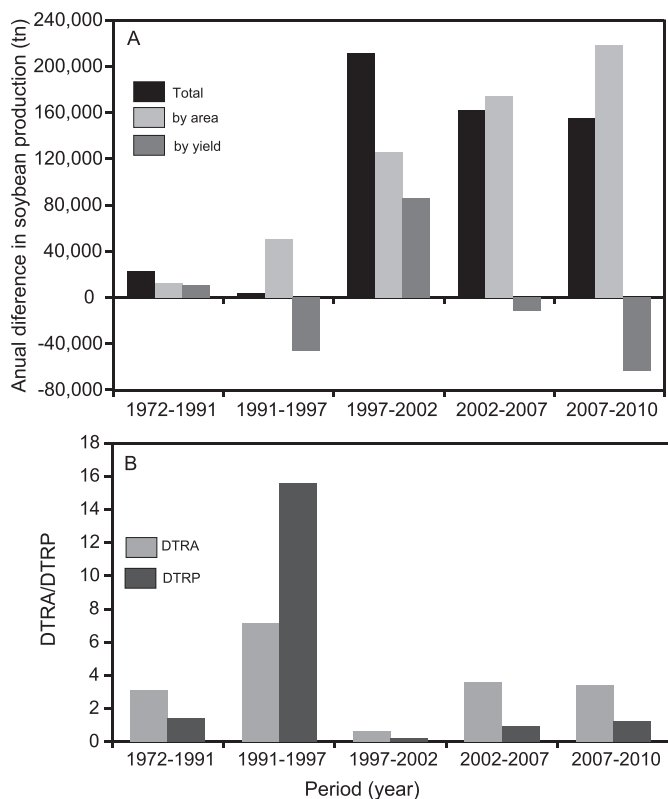 240,000
A
200,000
Total
160,000
by area
by yield
120,000
80,000
40,000
0
-40,000
-80,000
Anual diference in soybean production (tn)
1972-1991 1991-1997 1997-2002 2002-2007 2007-2010
18
B
16
14
12
DTRA
10
DTRP
8
6
4
2
0
DTRA/DTRP
1972-1991 1991-1997 1997-2002 2002-2007 2007-2010
Period (year)